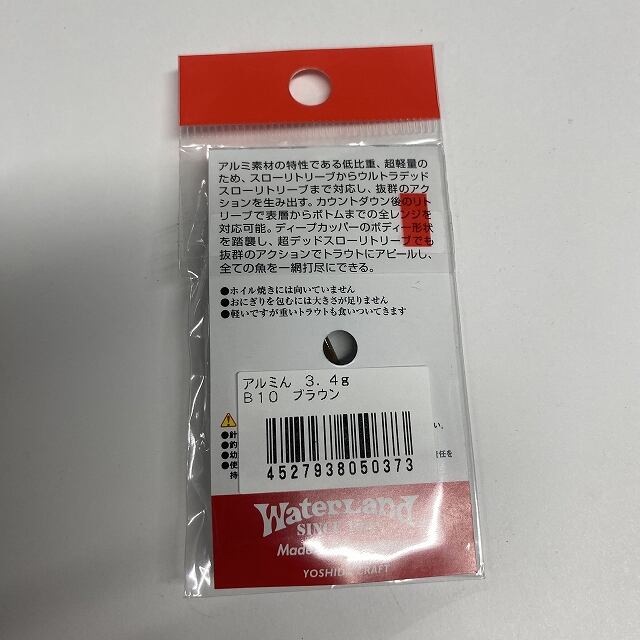 アルミ素材の特性である低比重、超軽量の
ため、スローリトリーブからウルトラデッド
スローリトリーブまで対応し、抜群のアク
ションを生み出す。カウントダウン後のリト
リーブで表層からボトムまでの全レンジを
対応可能。ディープカッパーのボディー形状
を踏襲し、超デッドスローリトリーブでも
抜群のアクションでトラウトにアピールし、
全ての魚を一網打尽にできる。
●ホイル焼きには向いていません
●おにぎりを包むには大きさが足りません
●軽いですが重いトラウトも食いついてきます
アルミん 3.4g
B10 ブラウン
4527938050373
●針
●釣
●幼
●使
持
い。
責任を
WaterLand
SINCE
Made
YOSHIDA CRAFT